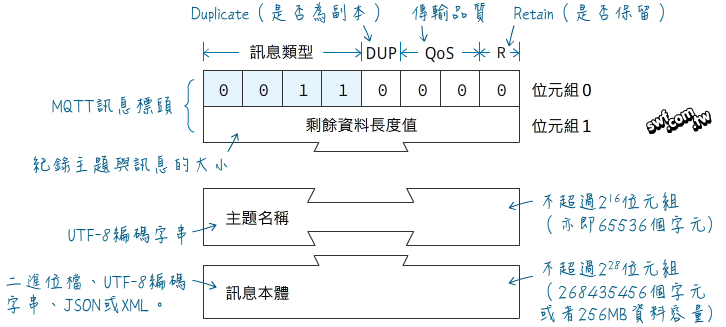 Duplicate（是否為副本） 傳輸品質 Retain（是否保留）
訊息類型 DUP QoS R
MQTT訊息標頭 0 0 1 1 0 0 0 0 位元組0
剩餘資料長度值 位元組1
swf.com.tw
紀錄主題與訊息的大小
主題名稱
UTF-8編碼字串
不超過2¹⁶位元組
（亦即65536個字元）
二進位檔、UTF-8編碼
字串、JSON或XML。
訊息本體
不超過2²⁸位元組
（268435456個字元
或者256MB資料容量）